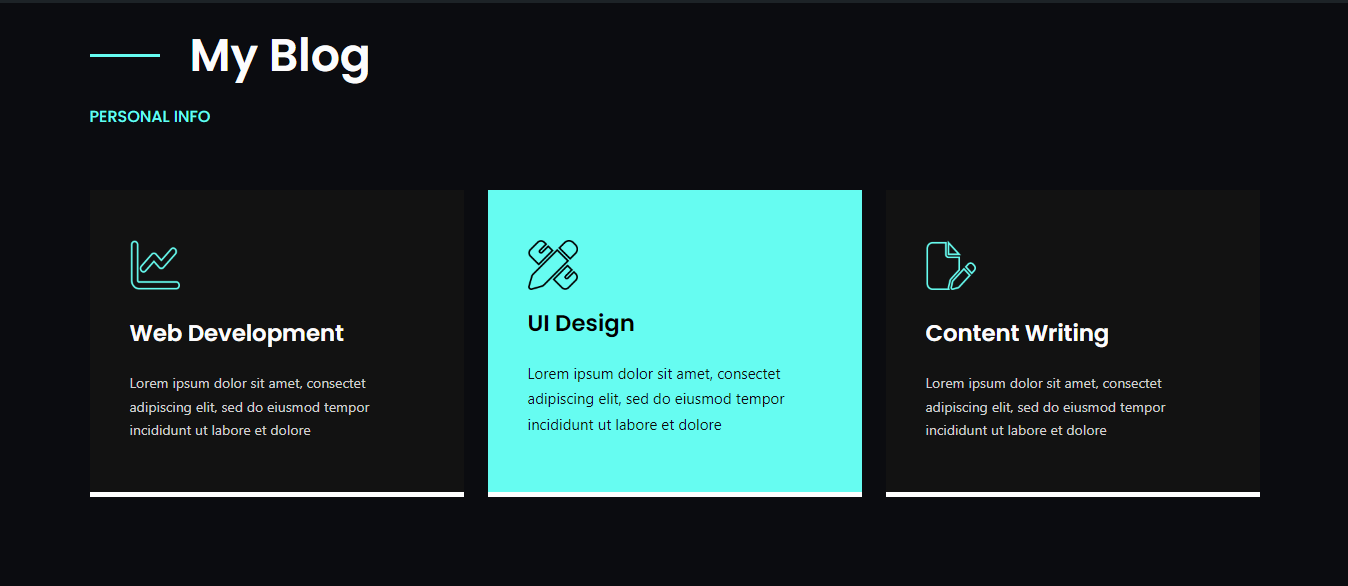 My Blog
PERSONAL INFO
Web Development
Lorem ipsum dolor sit amet, consectet
adipiscing elit, sed do eiusmod tempor
incididunt ut labore et dolore
UI Design
Lorem ipsum dolor sit amet, consectet
adipiscing elit, sed do eiusmod tempor
incididunt ut labore et dolore
Content Writing
Lorem ipsum dolor sit amet, consectet
adipiscing elit, sed do eiusmod tempor
incididunt ut labore et dolore